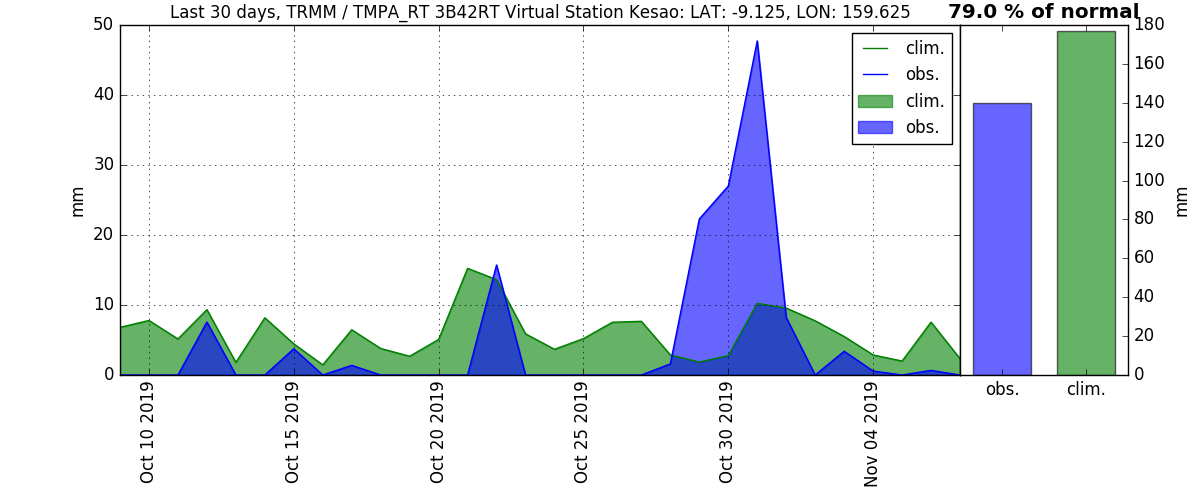 Last 30 days, TRMM / TMPA_RT 3B42RT Virtual Station Kesao: LAT: -9.125, LON: 159.625
79.0 % of normal
50
40
30
20
10
0
mm
clim.
obs.
clim.
obs.
Oct 10 2019
Oct 15 2019
Oct 20 2019
Oct 25 2019
Oct 30 2019
Nov 04 2019
180
160
140
120
100
80
60
40
20
0
mm
obs.
clim.